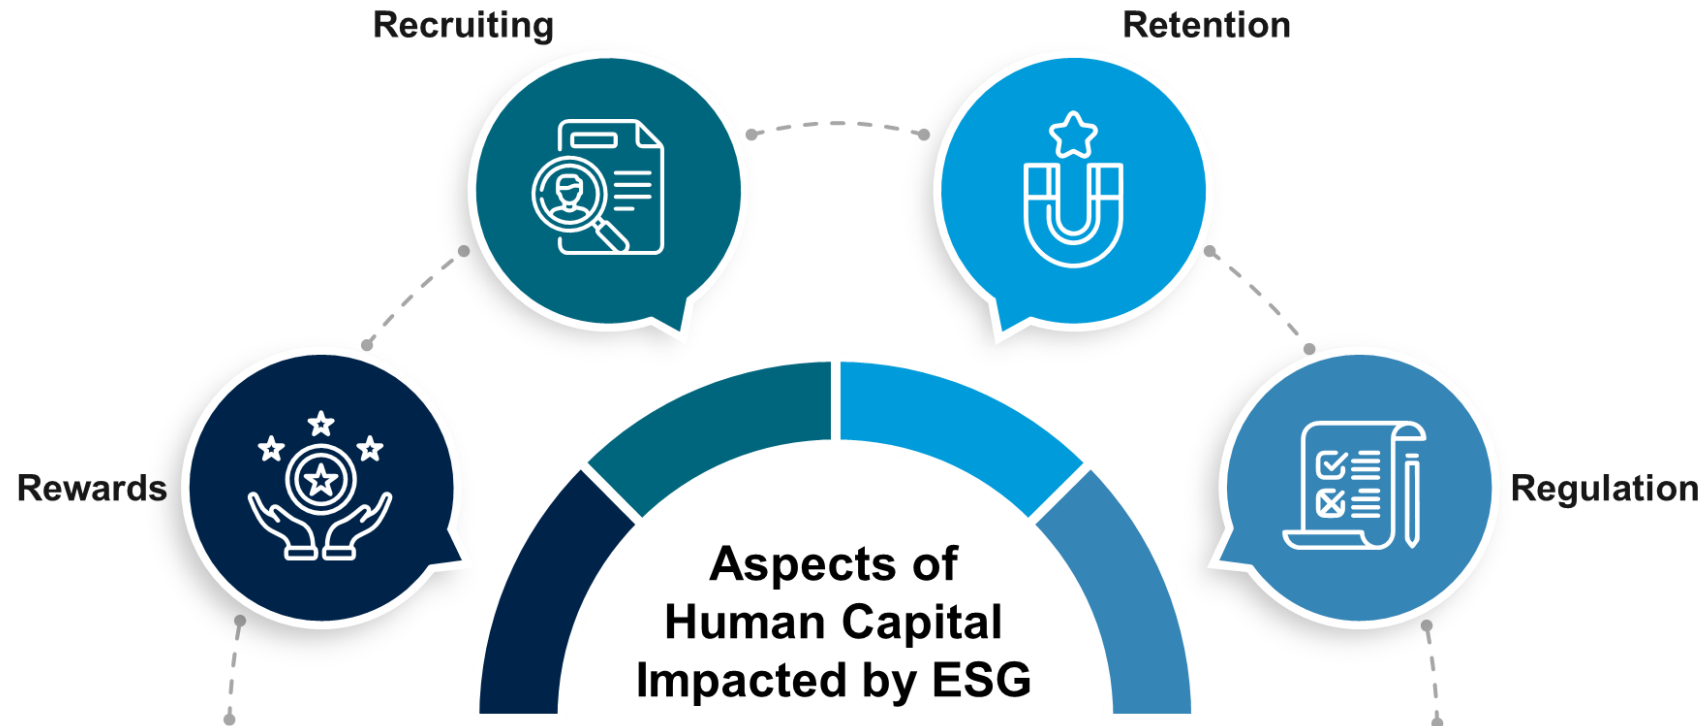 Recruiting
Retention
Rewards
Regulation
Aspects of
Human Capital
Impacted by ESG